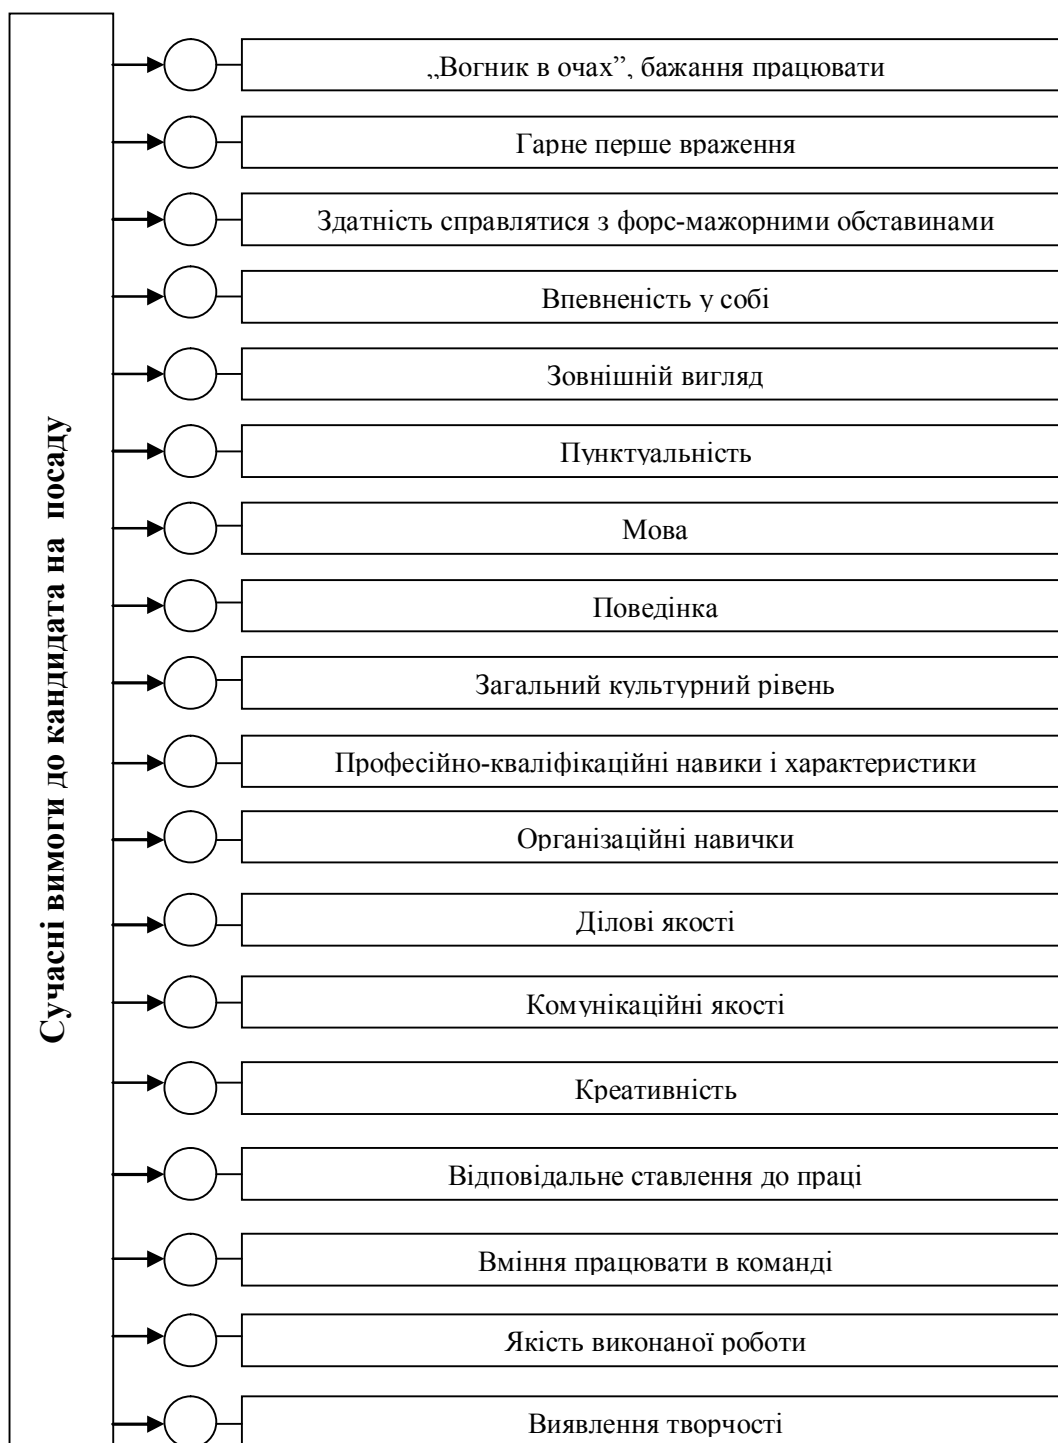 Сучасні вимоги до кандидата на посаду
„Вогник в очах”, бажання працювати
Гарне перше враження
Здатність справлятися з форс-мажорними обставинами
Впевненість у собі
Зовнішній вигляд
Пунктуальність
Мова
Поведінка
Загальний культурний рівень
Професійно-кваліфікаційні навики і характеристики
Організаційні навички
Ділові якості
Комунікаційні якості
Креативність
Відповідальне ставлення до праці
Вміння працювати в команді
Якість виконаної роботи
Виявлення творчості